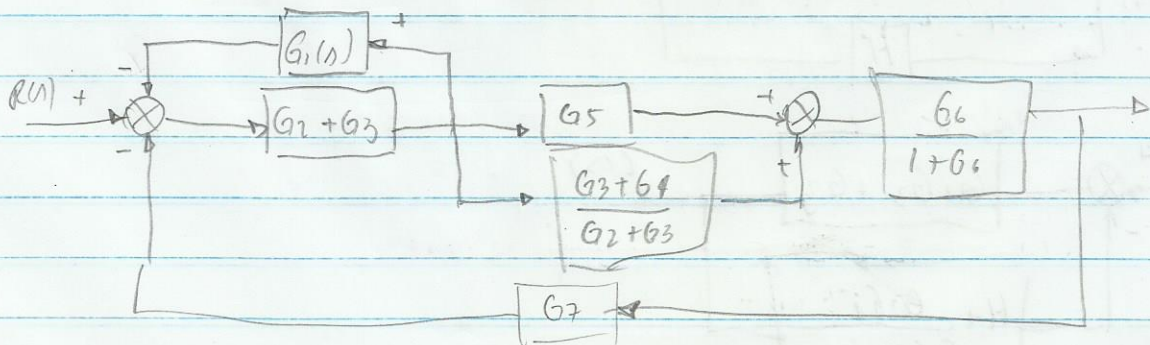 G1(s)
+
-
R(s) +
G2 + G3
G5
+
G6
1 + G6
-
G3 + G4
G2 + G3
+
G7